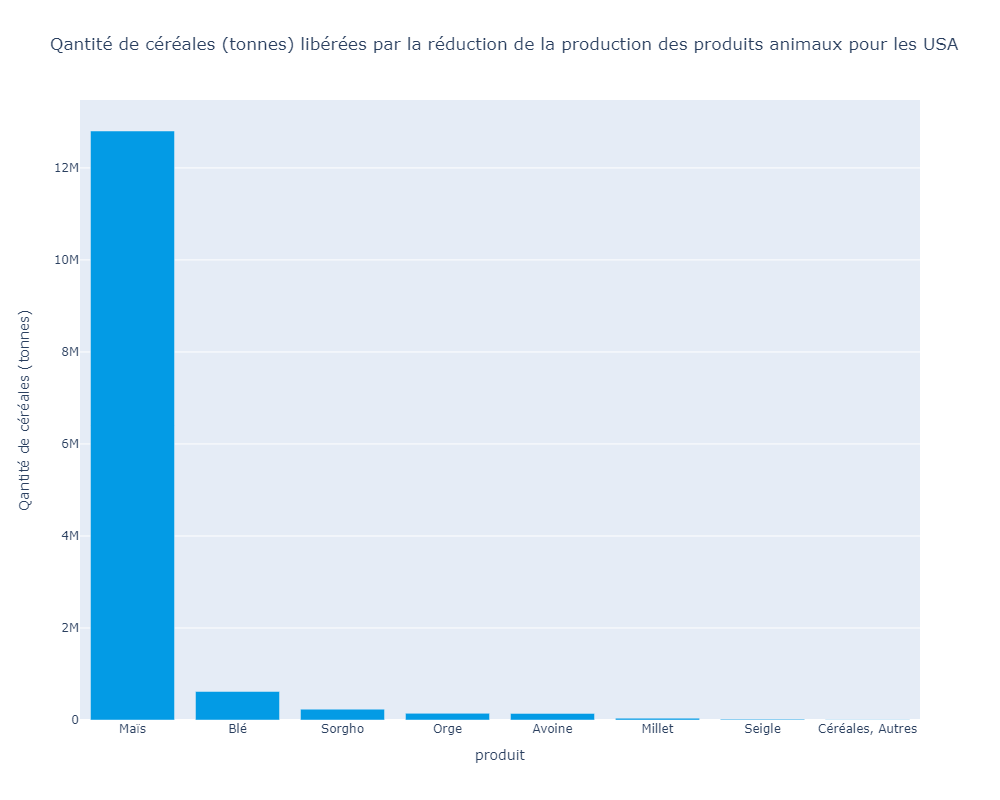 Qantité de céréales (tonnes) libérées par la réduction de la production des produits animaux pour les USA
Qantité de céréales (tonnes)
12M
10M
8M
6M
4M
2M
0
Maïs
Blé
Sorgho
Orge
Avoine
Millet
Seigle
Céréales, Autres
produit